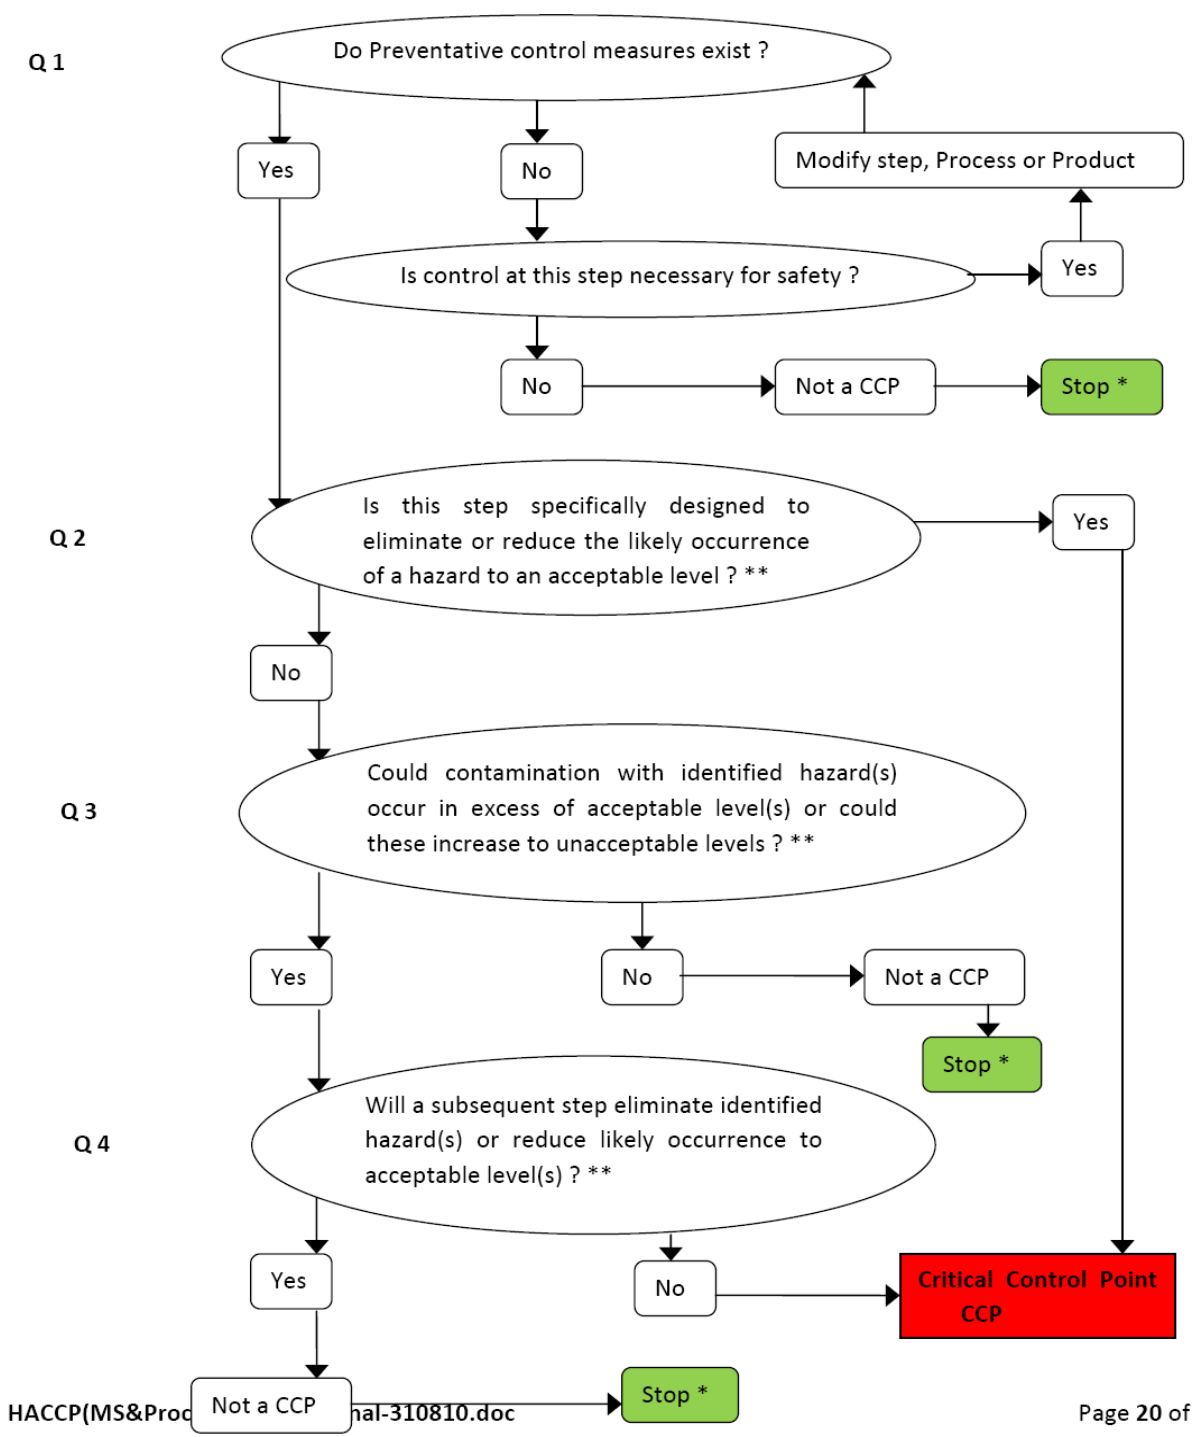 Do Preventative control measures exist ?
Q 1
Yes
No
Modify step, Process or Product
Is control at this step necessary for safety ?
Yes
No
Not a CCP
Stop *
Q 2
Is this step specifically designed to
eliminate or reduce the likely occurrence
of a hazard to an acceptable level ? **
Yes
No
Q 3
Could contamination with identified hazard(s)
occur in excess of acceptable level(s) or could
these increase to unacceptable levels ? **
Yes
No
Not a CCP
Stop *
Q 4
Will a subsequent step eliminate identified
hazard(s) or reduce likely occurrence to
acceptable level(s) ? **
Yes
No
Critical Control Point
CCP
Not a CCP
Stop *
HACCP(MS&Proc nal-310810.doc
Page 20 of